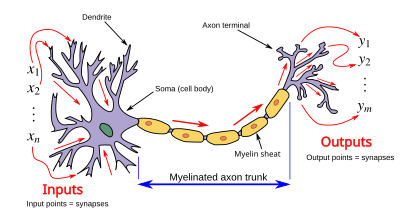 Dendrite
Axon terminal
x1
x2
⋮
xn
y1
y2
⋮
ym
Soma (cell body)
Myelin sheat
Outputs
Output points = synapses
Myelinated axon trunk
Inputs
Input points = synapses